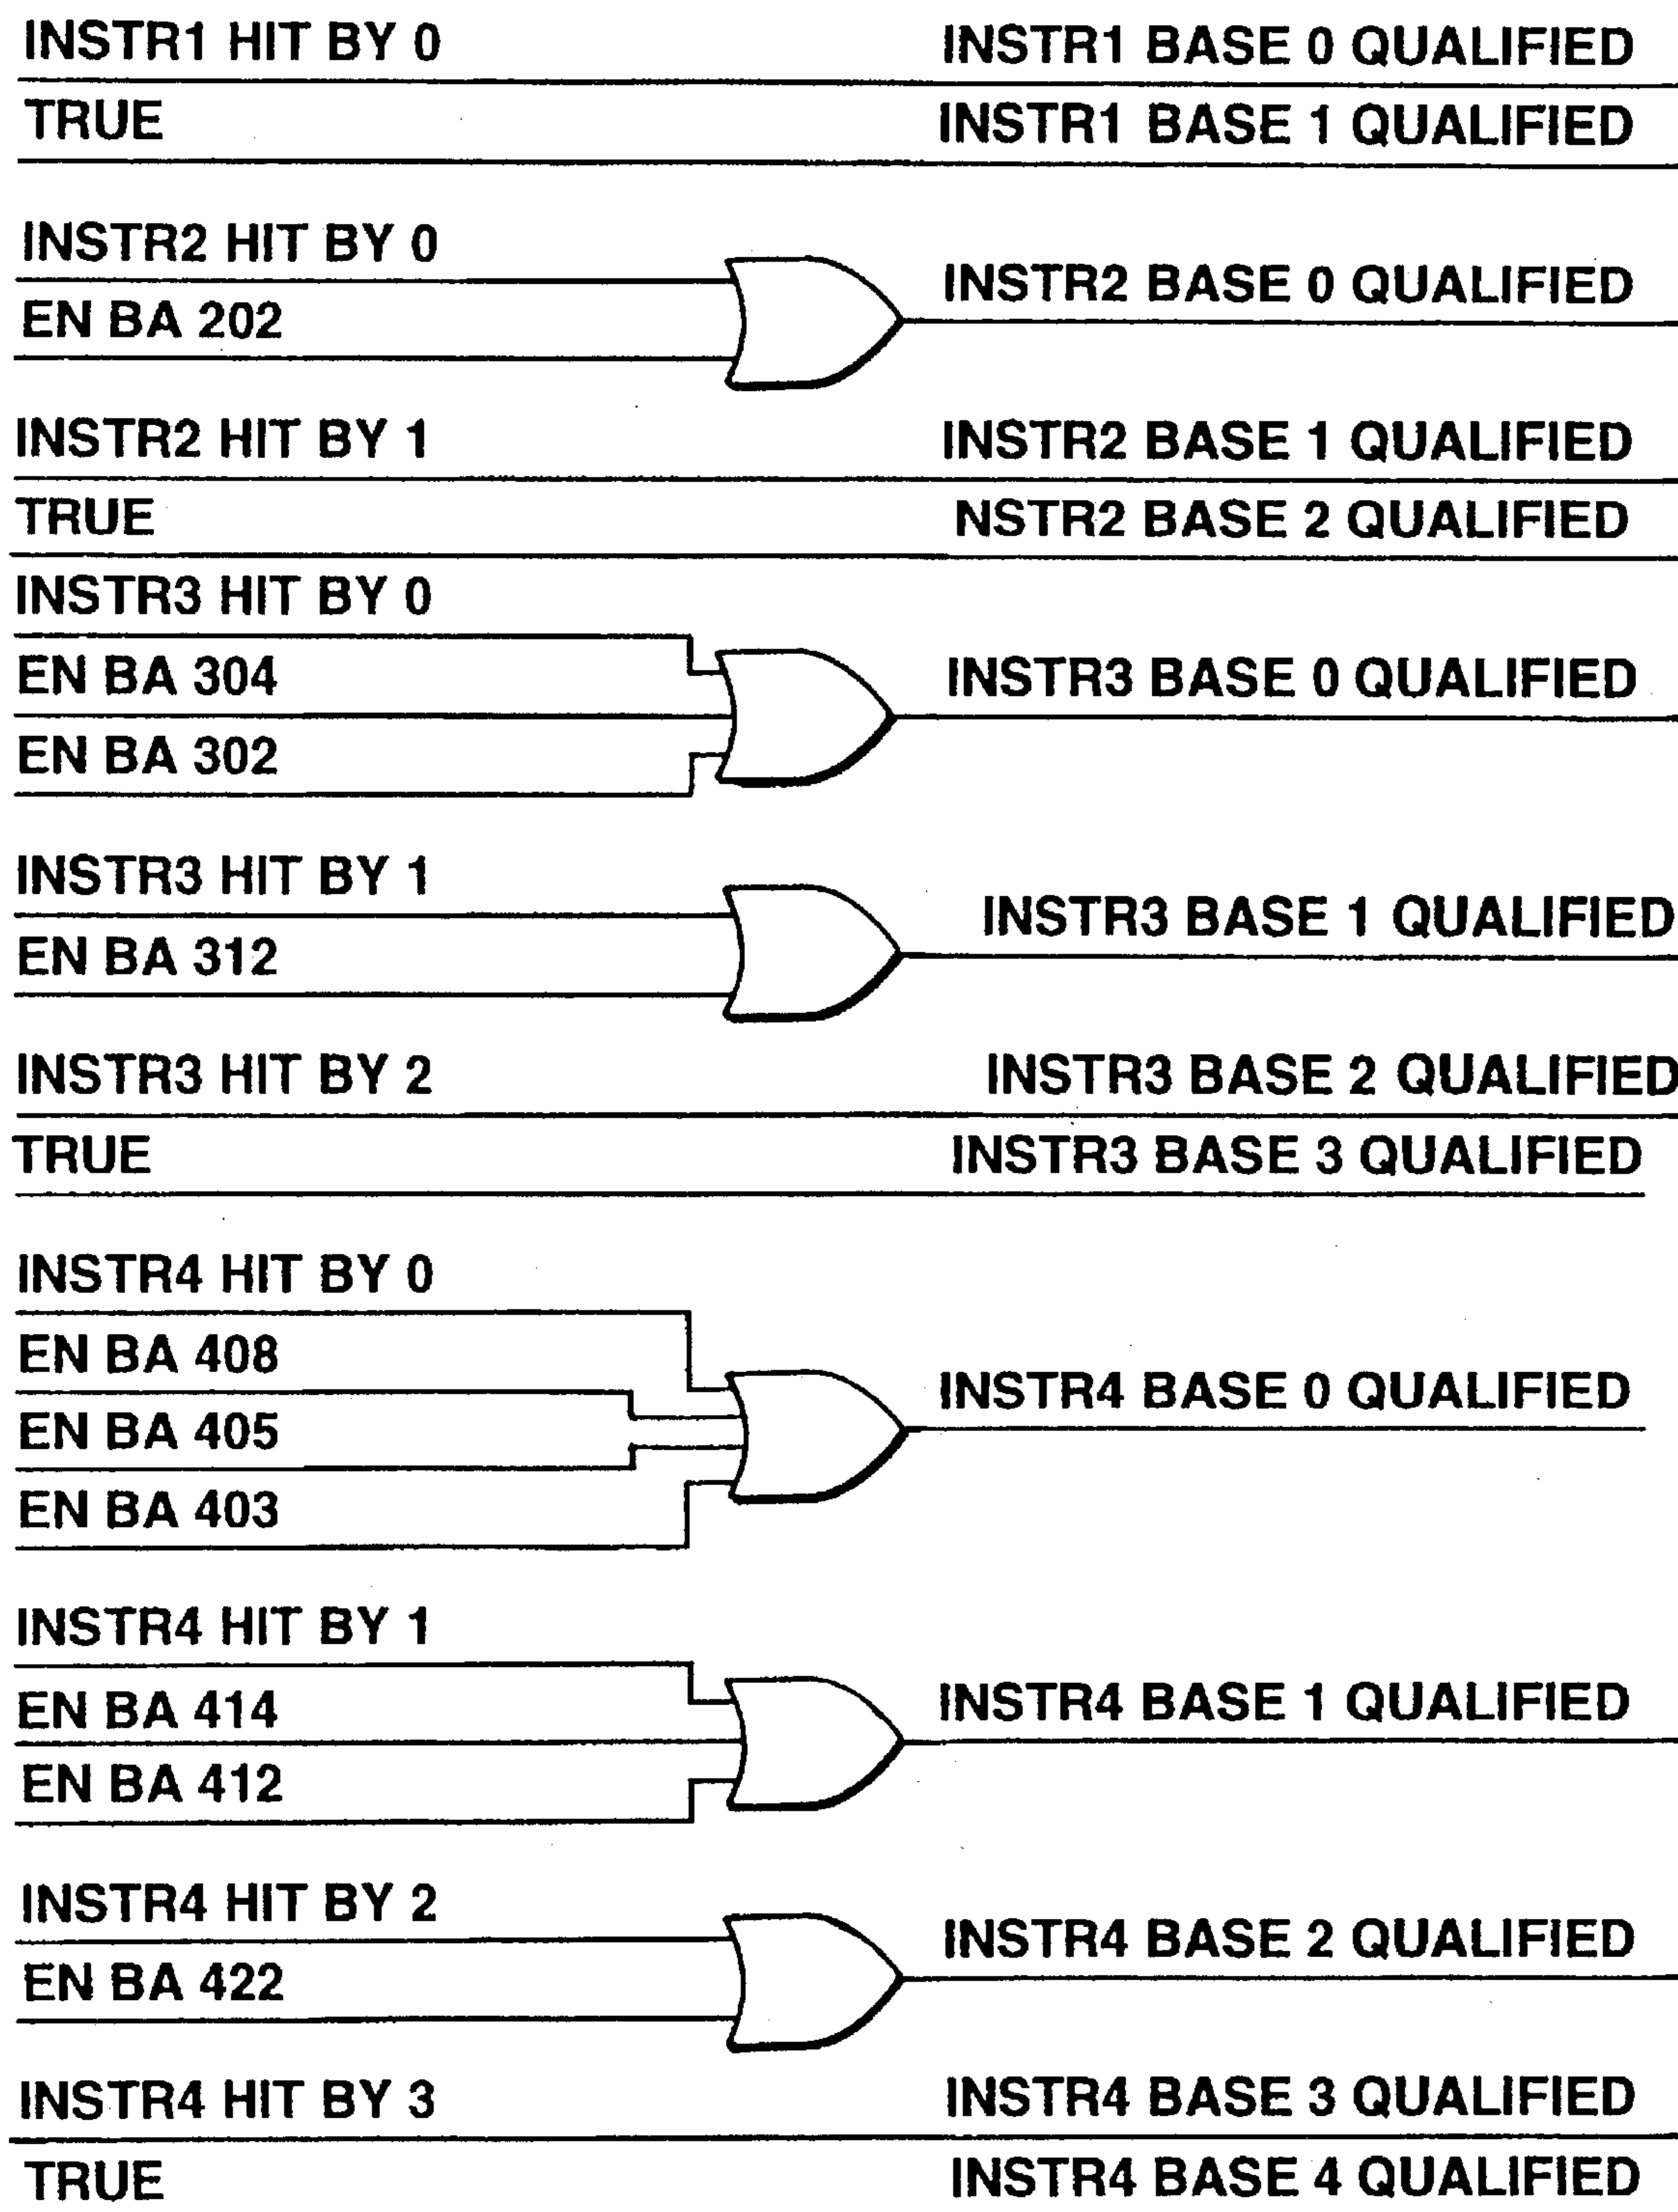 INSTR1 HIT BY 0 INSTR1 BASE 0 QUALIFIED
TRUE INSTR1 BASE 1 QUALIFIED
INSTR2 HIT BY 0
INSTR2 BASE 0 QUALIFIED
EN BA 202
INSTR2 HIT BY 1 INSTR2 BASE 1 QUALIFIED
TRUE NSTR2 BASE 2 QUALIFIED
INSTR3 HIT BY 0
EN BA 304 INSTR3 BASE 0 QUALIFIED
EN BA 302
INSTR3 HIT BY 1
INSTR3 BASE 1 QUALIFIED
EN BA 312
INSTR3 HIT BY 2 INSTR3 BASE 2 QUALIFIED
TRUE INSTR3 BASE 3 QUALIFIED
INSTR4 HIT BY 0
EN BA 408
INSTR4 BASE 0 QUALIFIED
EN BA 405
EN BA 403
INSTR4 HIT BY 1
EN BA 414 INSTR4 BASE 1 QUALIFIED
EN BA 412
INSTR4 HIT BY 2
INSTR4 BASE 2 QUALIFIED
EN BA 422
INSTR4 HIT BY 3 INSTR4 BASE 3 QUALIFIED
TRUE INSTR4 BASE 4 QUALIFIED